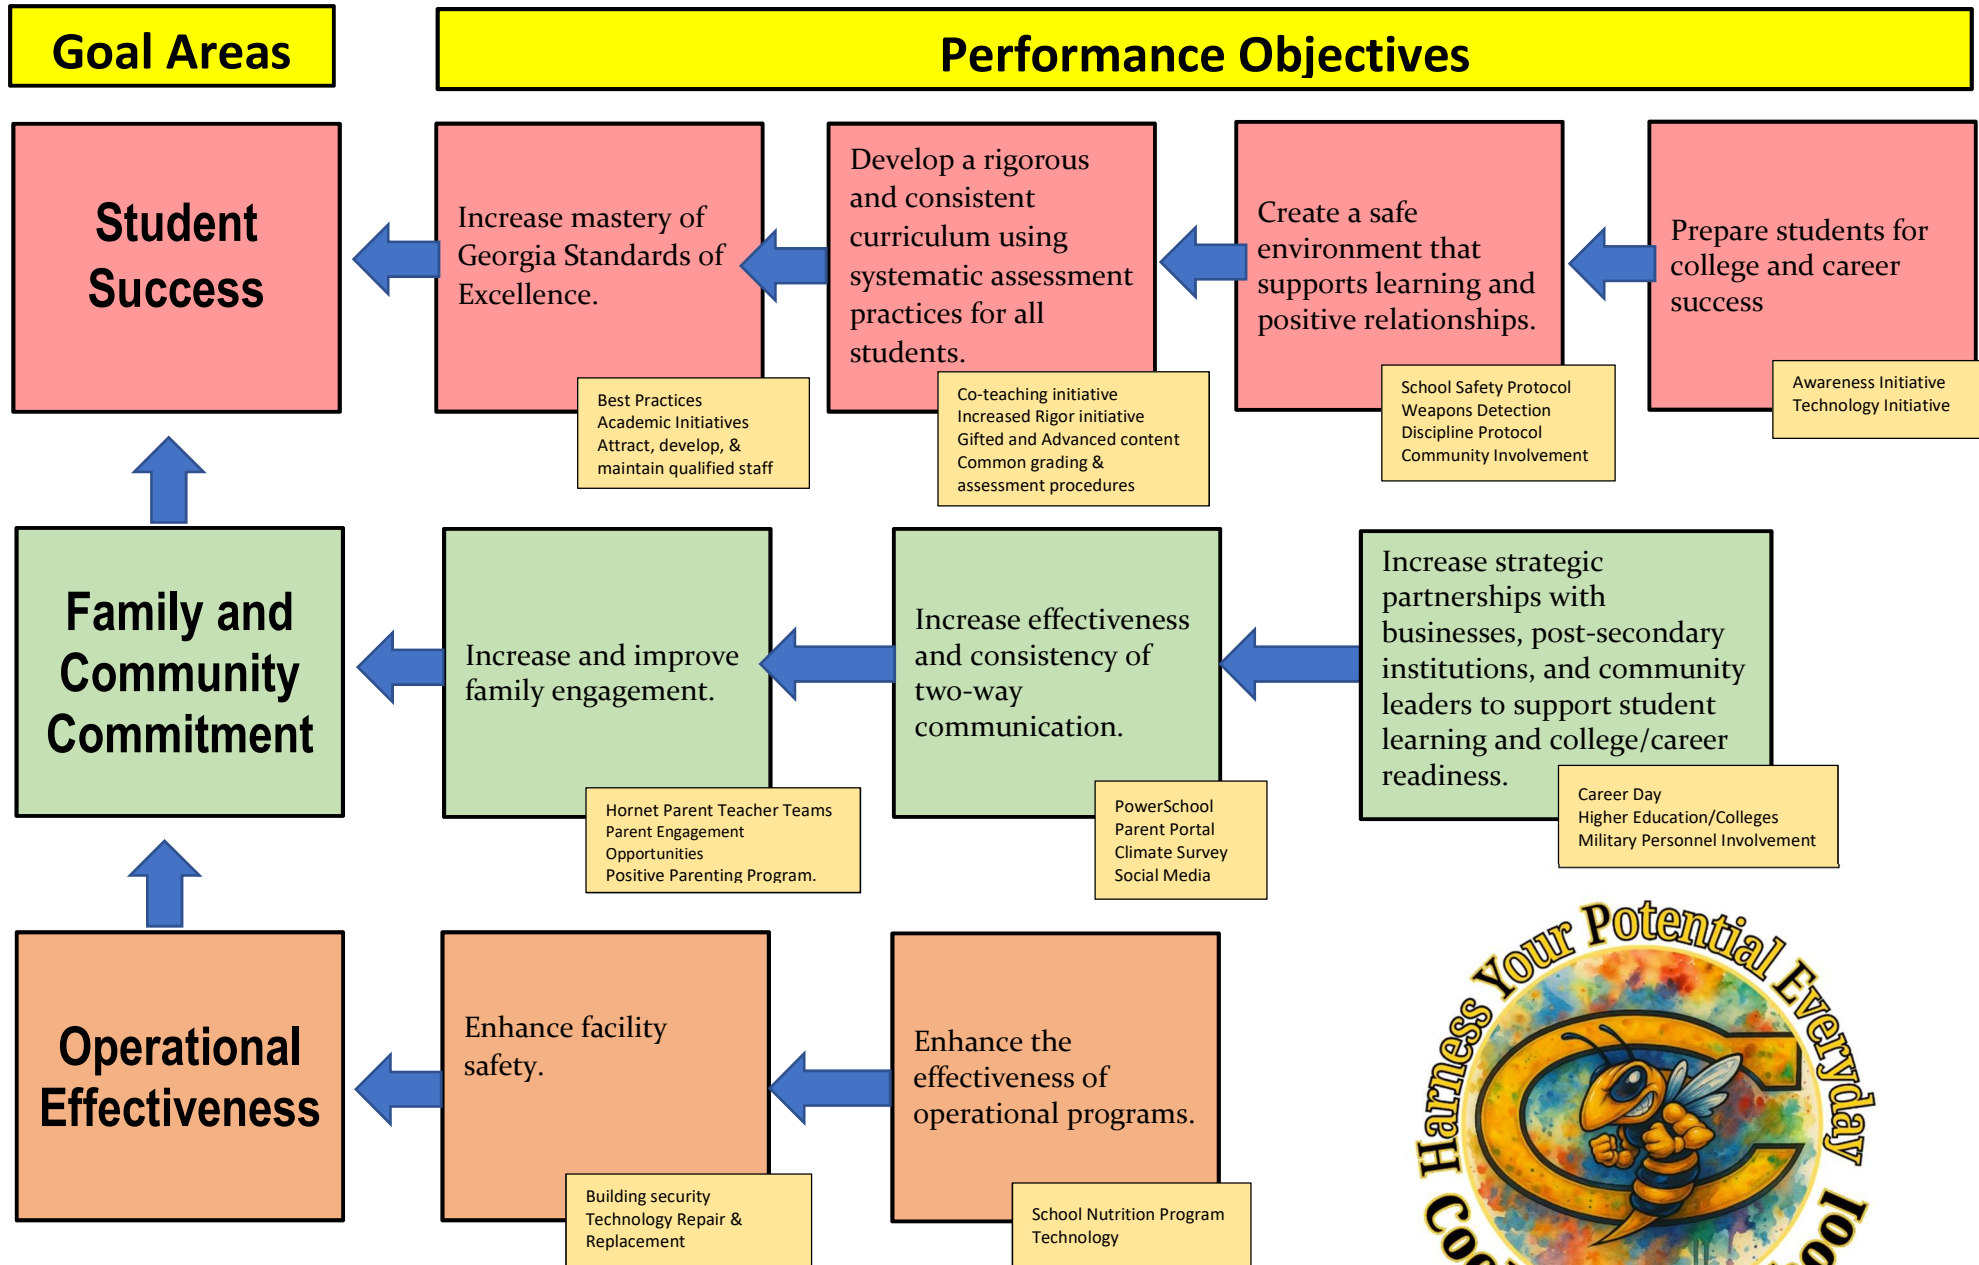 Goal Areas
Performance Objectives
Student
Success
Increase mastery of
Georgia Standards of
Excellence.
Best Practices
Academic Initiatives
Attract, develop, &
maintain qualified staff
Develop a rigorous
and consistent
curriculum using
systematic assessment
practices for all
students.
Co-teaching initiative
Increased Rigor initiative
Gifted and Advanced content
Common grading &
assessment procedures
Create a safe
environment that
supports learning and
positive relationships.
School Safety Protocol
Weapons Detection
Discipline Protocol
Community Involvement
Prepare students for
college and career
success
Awareness Initiative
Technology Initiative
Family and
Community
Commitment
Increase and improve
family engagement.
Hornet Parent Teacher Teams
Parent Engagement
Opportunities
Positive Parenting Program.
Increase effectiveness
and consistency of
two-way
communication.
PowerSchool
Parent Portal
Climate Survey
Social Media
Increase strategic
partnerships with
businesses, post-secondary
institutions, and community
leaders to support student
learning and college/career
readiness.
Career Day
Higher Education/Colleges
Military Personnel Involvement
Operational
Effectiveness
Enhance facility
safety.
Building security
Technology Repair &
Replacement
Enhance the
effectiveness of
operational programs.
School Nutrition Program
Technology
Harness Your Potential Everyday
C